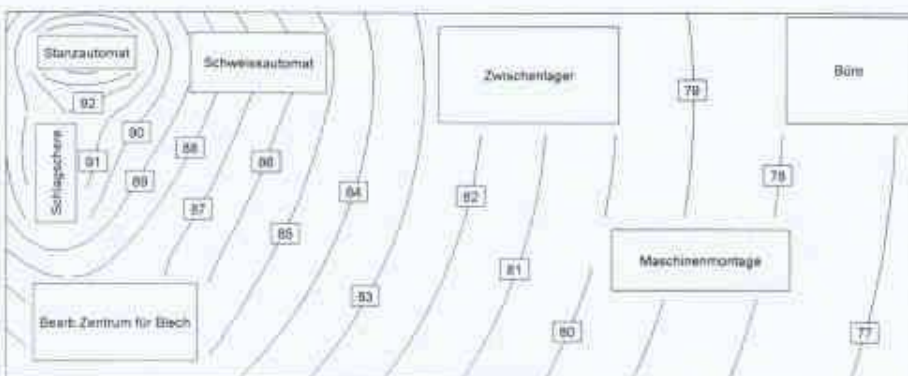 Stanzautomat
Schweissautomat
Zwischenlager
79
Büro
92
90
91
Schlagschere
88
89
86
87
84
85
82
78
81
83
Maschinenmontage
80
77
Bearb.Zentrum für Blech